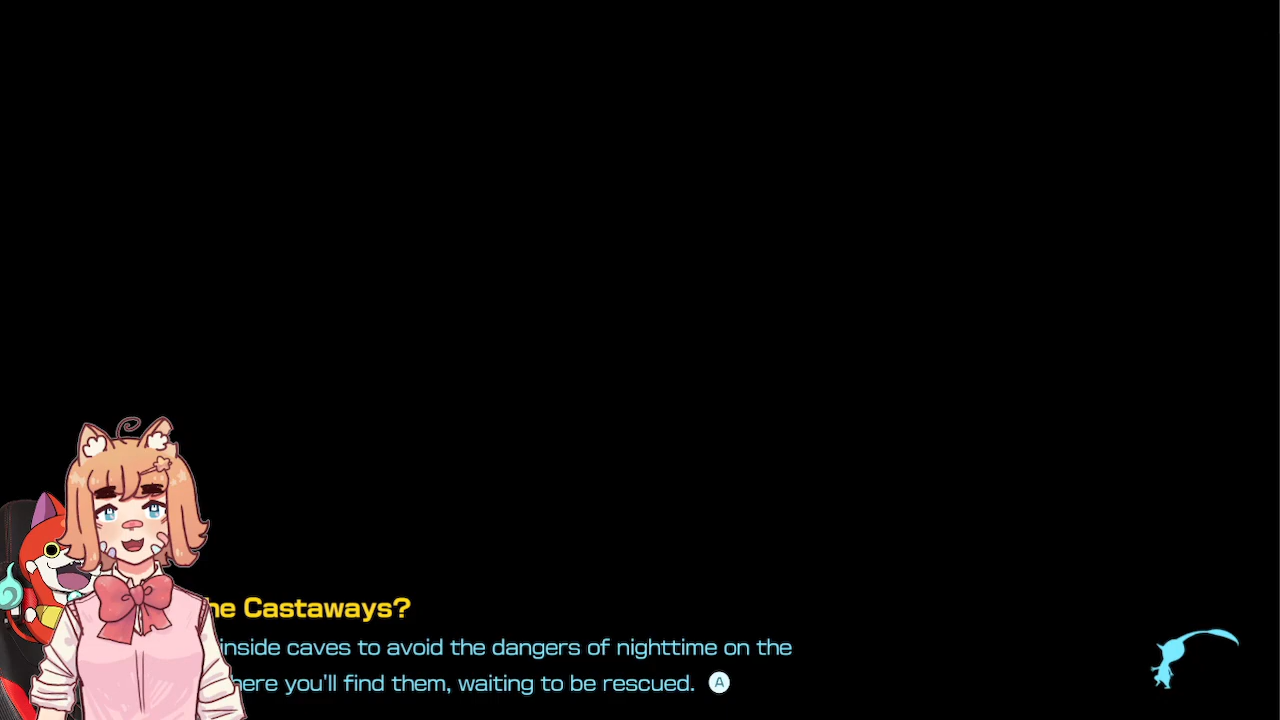 he Castaways?
inside caves to avoid the dangers of nighttime on the
here you'll find them, waiting to be rescued. A